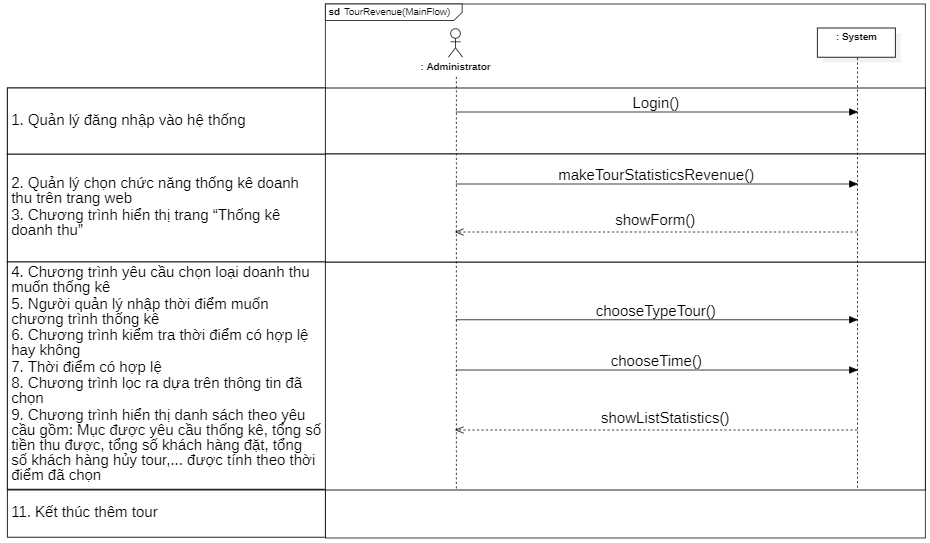 sd TourRevenue(MainFlow)
: Administrator
: System
1. Quản lý đăng nhập vào hệ thống
Login()
2. Quản lý chọn chức năng thống kê doanh
thu trên trang web
3. Chương trình hiển thị trang “Thống kê
doanh thu”
makeTourStatisticsRevenue()
showForm()
4. Chương trình yêu cầu chọn loại doanh thu
muốn thống kê
5. Người quản lý nhập thời điểm muốn
chương trình thống kê
6. Chương trình kiểm tra thời điểm có hợp lệ
hay không
7. Thời điểm có hợp lệ
8. Chương trình lọc ra dựa trên thông tin đã
chọn
9. Chương trình hiển thị danh sách theo yêu
cầu gồm: Mục được yêu cầu thống kê, tổng số
tiền thu được, tổng số khách hàng đặt, tổng
số khách hàng hủy tour,... được tính theo thời
điểm đã chọn
chooseTypeTour()
chooseTime()
showListStatistics()
11. Kết thúc thêm tour